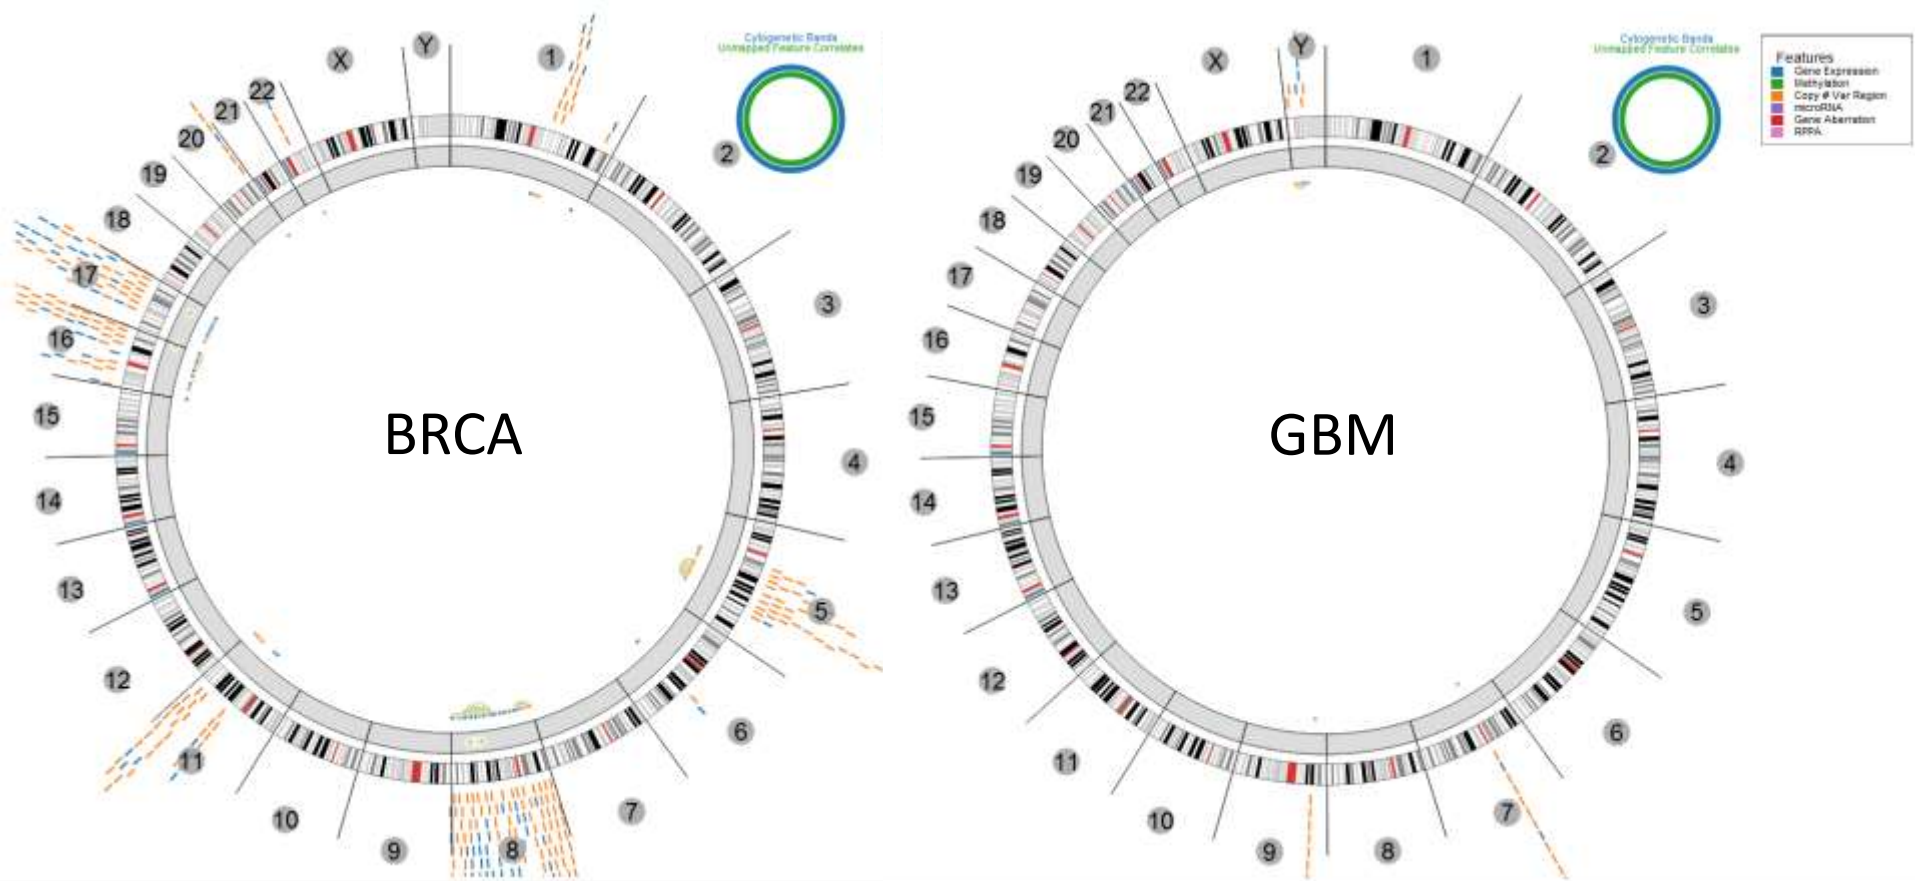 Cytogenetic Bands
Unmapped Feature Correlates
1
2
3
4
5
6
7
8
9
10
11
12
13
14
15
16
17
18
19
20
21
22
X
Y
BRCA
Cytogenetic Bands
Unmapped Feature Correlates
1
2
3
4
5
6
7
8
9
10
11
12
13
14
15
16
17
18
19
20
21
22
X
Y
GBM
Features
Gene Expression
Methylation
Copy # Var Region
microRNA
Gene Aberration
RPPA